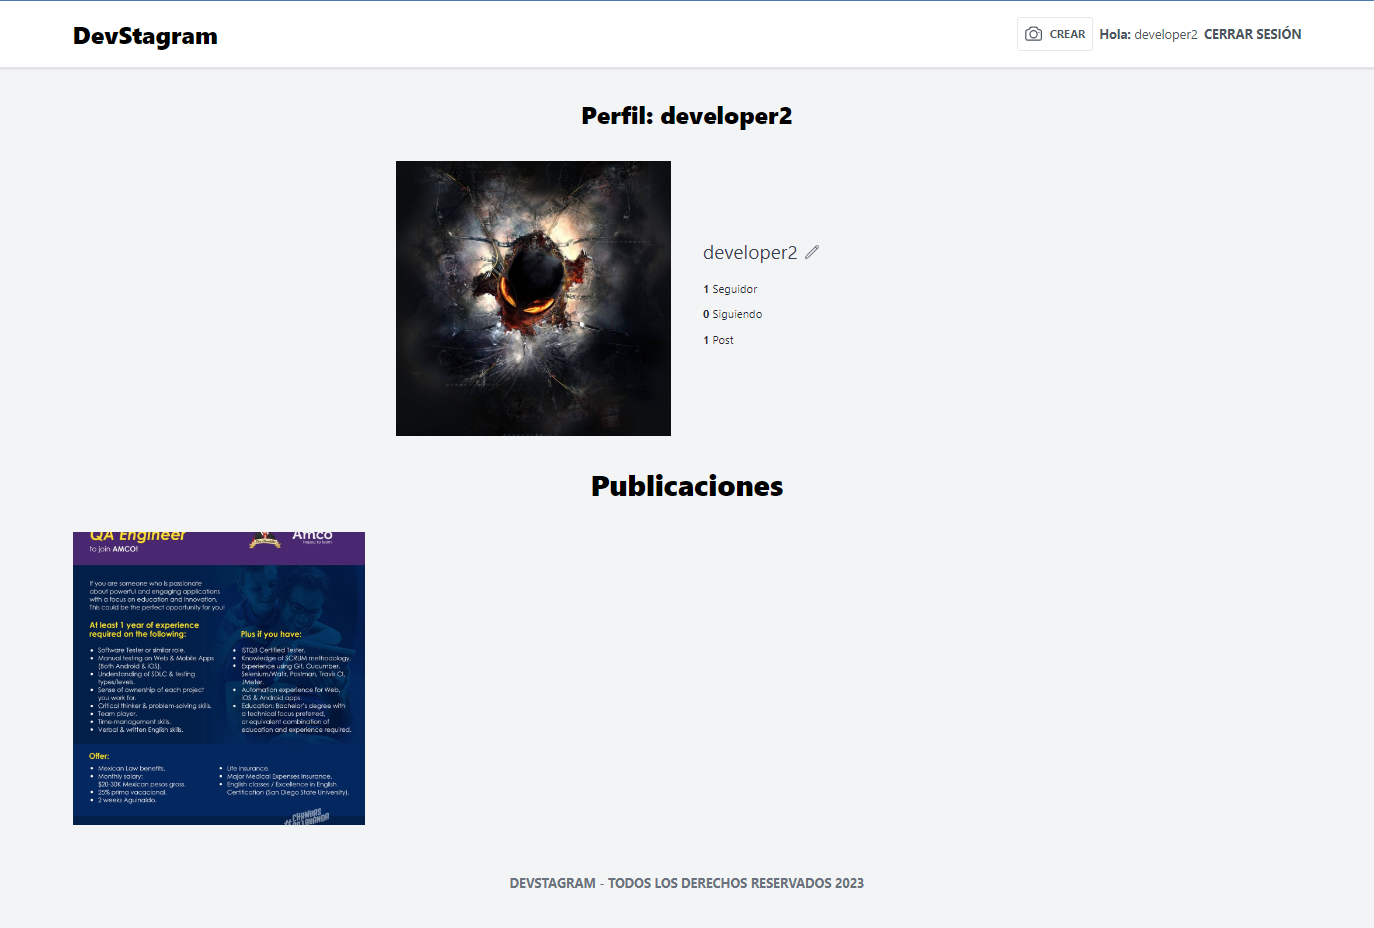 DevStagram
CREAR
Hola: developer2
CERRAR SESIÓN
Perfil: developer2
developer2
1 Seguidor
0 Siguiendo
1 Post
Publicaciones
QA Engineer
to join AMCO!
Amco
Happy to learn
If you are someone who is passionate
about powerful and engaging applications
with a focus on education and innovation.
This could be the perfect opportunity for you!
At least 1 year of experience
required on the following:
• Software Tester or similar role.
• Manual testing on Web & Mobile Apps
(Both Android & iOS).
• Understanding of SDLC & testing
types/levels.
• Sense of ownership of each project
you work for.
• Critical thinker & problem-solving skills.
• Team player.
• Time-management skills.
• Verbal & written English skills.
Plus if you have:
• ISTQB Certified Tester.
• Knowledge of SCRUM methodology.
• Experience using Git, Cucumber,
Selenium/Watir, Postman, Travis CI,
JMeter.
• Automation experience for Web,
iOS & Android apps.
• Education: Bachelor's degree with
a technical focus preferred,
or equivalent combination of
education and experience required.
Offer:
• Mexican Law benefits.
• Monthly salary:
$20-30K Mexican pesos gross.
• 25% prima vacacional.
• 2 weeks Aguinaldo.
• Life insurance.
• Major Medical Expenses Insurance.
• English classes / Excellence in English
Certification (San Diego State University).
DEVSTAGRAM - TODOS LOS DERECHOS RESERVADOS 2023